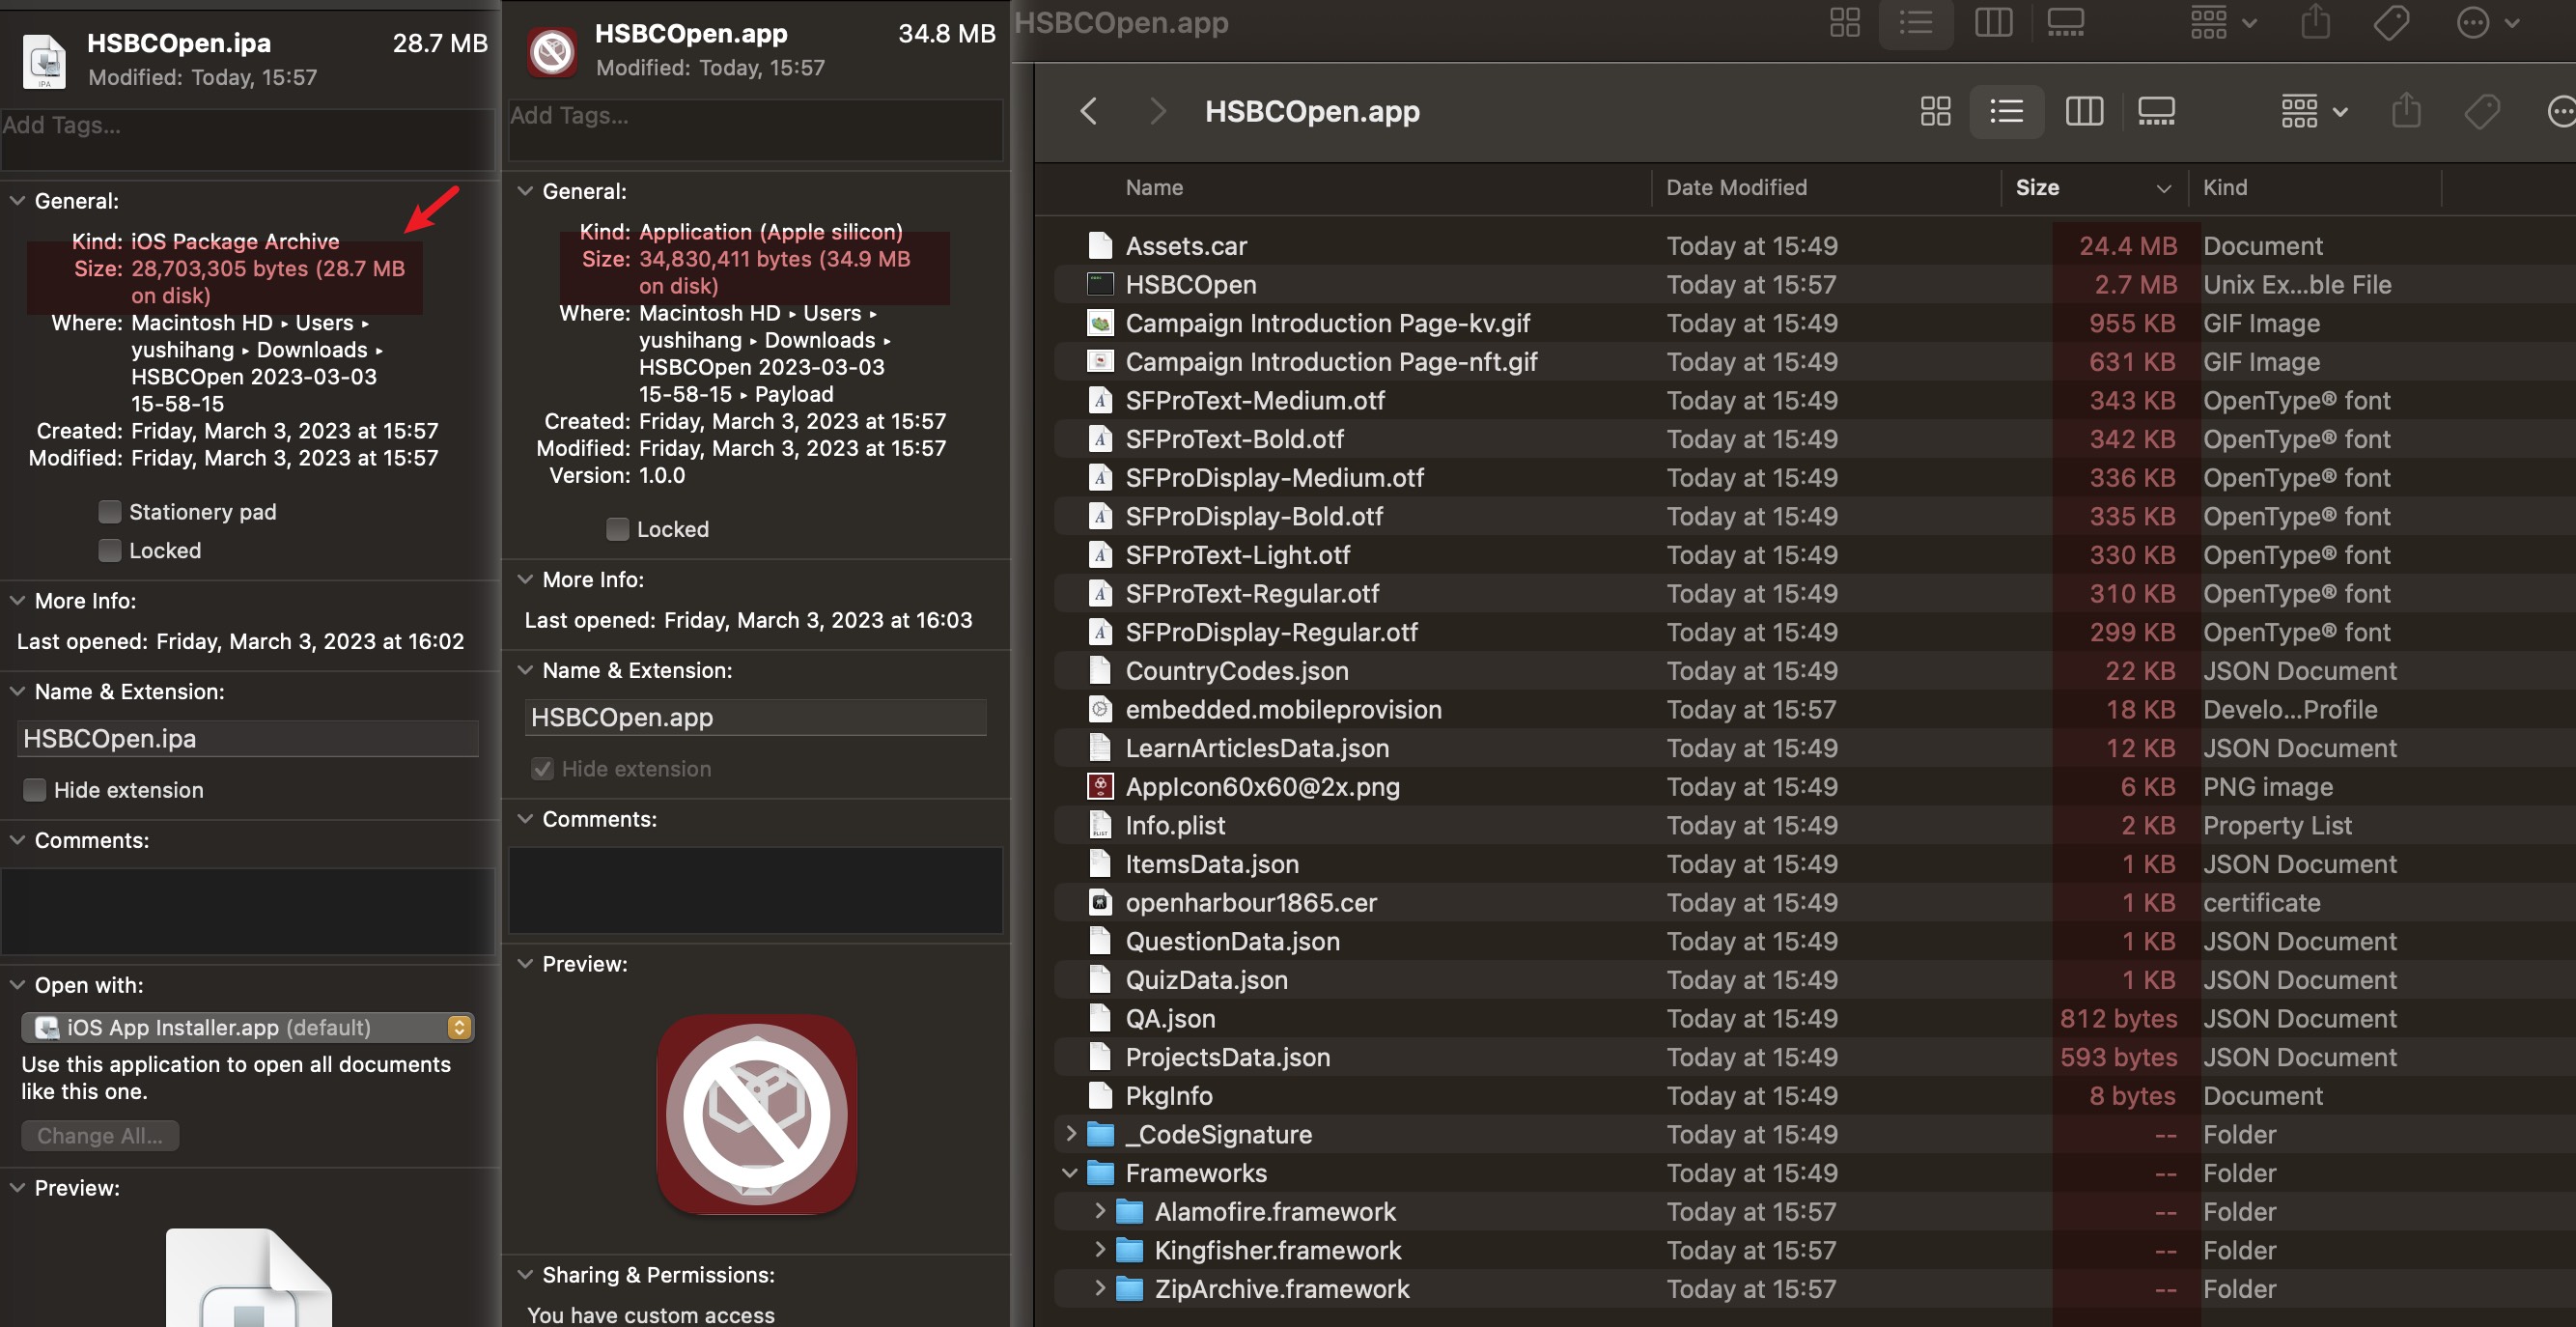 HSBCOpen.ipa
28.7 MB
Modified: Today, 15:57
Add Tags...
General:
Kind: iOS Package Archive
Size: 28,703,305 bytes (28.7 MB
on disk)
Where: Macintosh HD ▸ Users ▸
yushihang ▸ Downloads ▸
HSBCOpen 2023-03-03
15-58-15
Created: Friday, March 3, 2023 at 15:57
Modified: Friday, March 3, 2023 at 15:57
Stationery pad
Locked
More Info:
Last opened: Friday, March 3, 2023 at 16:02
Name & Extension:
HSBCOpen.ipa
Hide extension
Comments:
Open with:
iOS App Installer.app (default)
Use this application to open all documents
like this one.
Change All...
Preview:
IPA
HSBCOpen.app
34.8 MB
Modified: Today, 15:57
Add Tags...
General:
Kind: Application (Apple silicon)
Size: 34,830,411 bytes (34.9 MB
on disk)
Where: Macintosh HD ▸ Users ▸
yushihang ▸ Downloads ▸
HSBCOpen 2023-03-03
15-58-15 ▸ Payload
Created: Friday, March 3, 2023 at 15:57
Modified: Friday, March 3, 2023 at 15:57
Version: 1.0.0
Locked
More Info:
Last opened: Friday, March 3, 2023 at 16:03
Name & Extension:
HSBCOpen.app
Hide extension
Comments:
Preview:
Sharing & Permissions:
You have custom access
HSBCOpen.app
HSBCOpen.app
Name Date Modified Size Kind
Assets.car Today at 15:49 24.4 MB Document
HSBCOpen Today at 15:57 2.7 MB Unix Ex...ble File
Campaign Introduction Page-kv.gif Today at 15:49 955 KB GIF Image
Campaign Introduction Page-nft.gif Today at 15:49 631 KB GIF Image
SFProText-Medium.otf Today at 15:49 343 KB OpenType® font
SFProText-Bold.otf Today at 15:49 342 KB OpenType® font
SFProDisplay-Medium.otf Today at 15:49 336 KB OpenType® font
SFProDisplay-Bold.otf Today at 15:49 335 KB OpenType® font
SFProText-Light.otf Today at 15:49 330 KB OpenType® font
SFProText-Regular.otf Today at 15:49 310 KB OpenType® font
SFProDisplay-Regular.otf Today at 15:49 299 KB OpenType® font
CountryCodes.json Today at 15:49 22 KB JSON Document
embedded.mobileprovision Today at 15:57 18 KB Develo...Profile
LearnArticlesData.json Today at 15:49 12 KB JSON Document
AppIcon60x60@2x.png Today at 15:49 6 KB PNG image
Info.plist Today at 15:49 2 KB Property List
ItemsData.json Today at 15:49 1 KB JSON Document
openharbour1865.cer Today at 15:49 1 KB certificate
QuestionData.json Today at 15:49 1 KB JSON Document
QuizData.json Today at 15:49 1 KB JSON Document
QA.json Today at 15:49 812 bytes JSON Document
ProjectsData.json Today at 15:49 593 bytes JSON Document
PkgInfo Today at 15:49 8 bytes Document
_CodeSignature Today at 15:49 -- Folder
Frameworks Today at 15:49 -- Folder
Alamofire.framework Today at 15:57 -- Folder
Kingfisher.framework Today at 15:57 -- Folder
ZipArchive.framework Today at 15:57 -- Folder